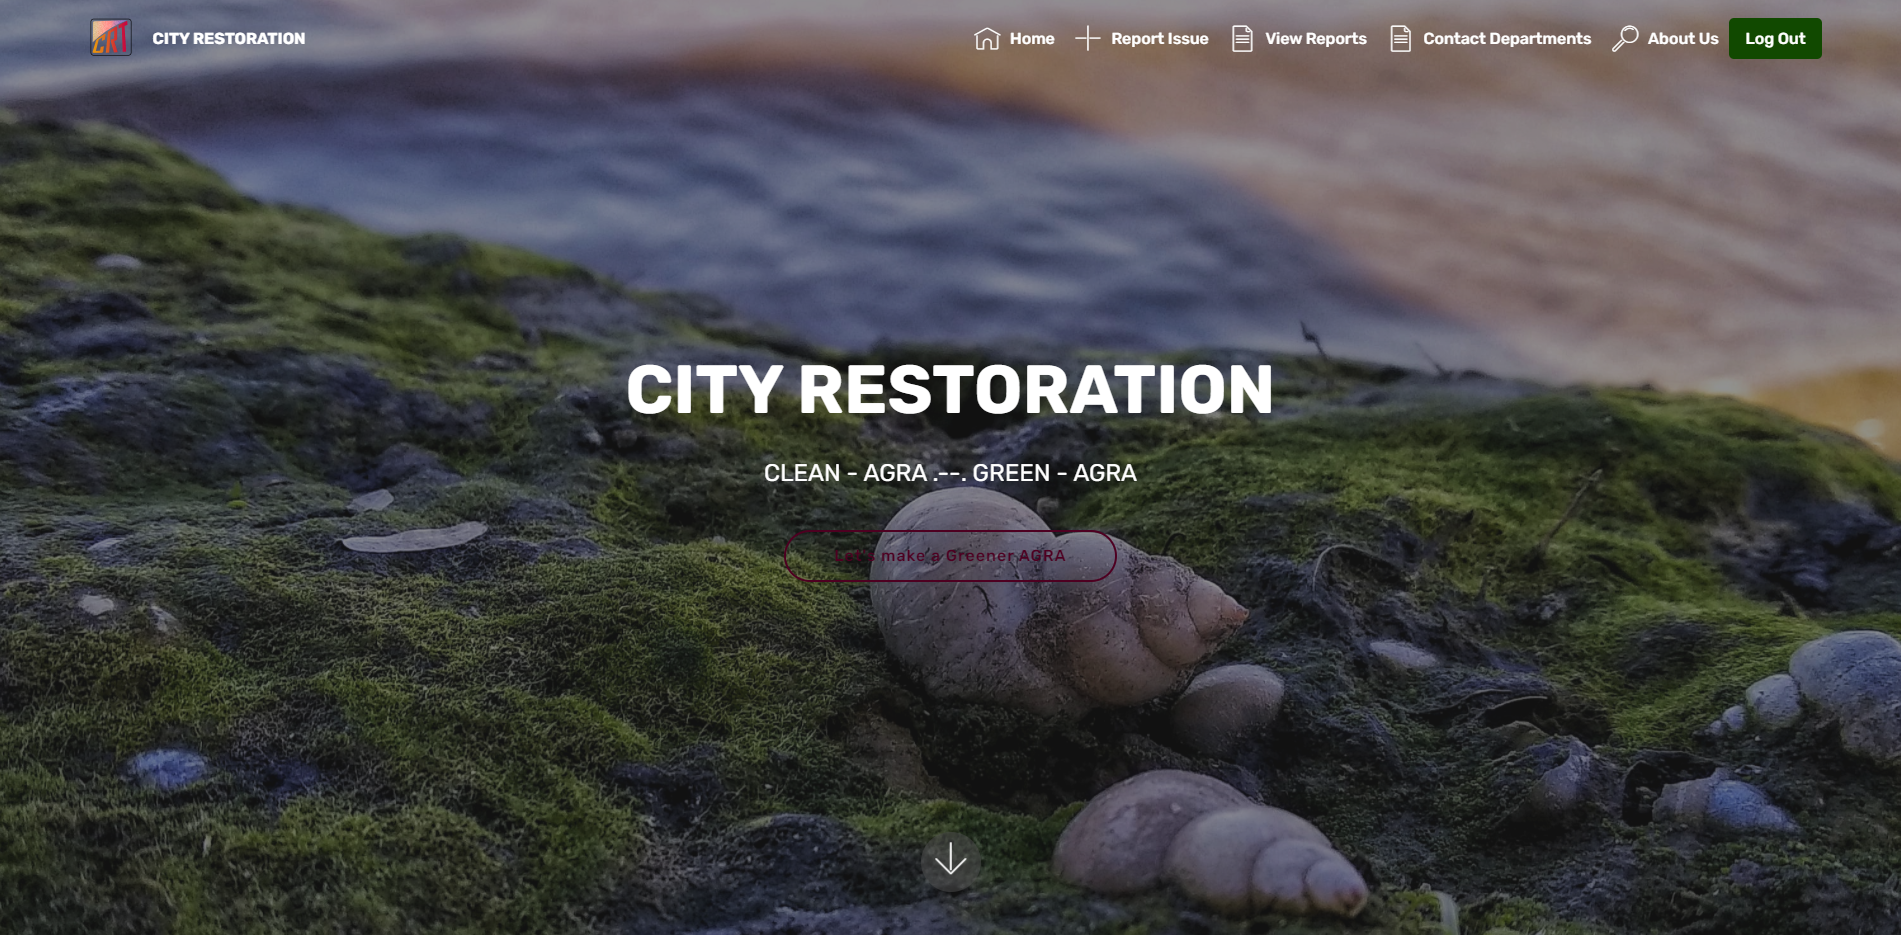 CRT
CITY RESTORATION
Home
Report Issue
View Reports
Contact Departments
About Us
Log Out
CITY RESTORATION
CLEAN - AGRA .--. GREEN - AGRA
Let's make a Greener AGRA